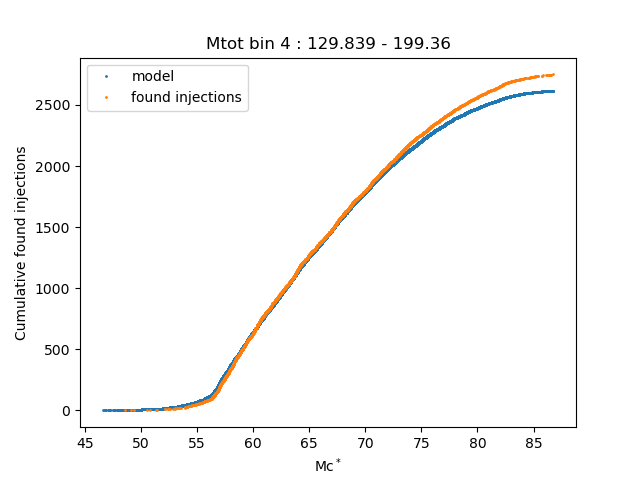 Mtot bin 4 : 129.839 - 199.36
model
found injections
Cumulative found injections
2500
2000
1500
1000
500
0
45 50 55 60 65 70 75 80 85
Mc*